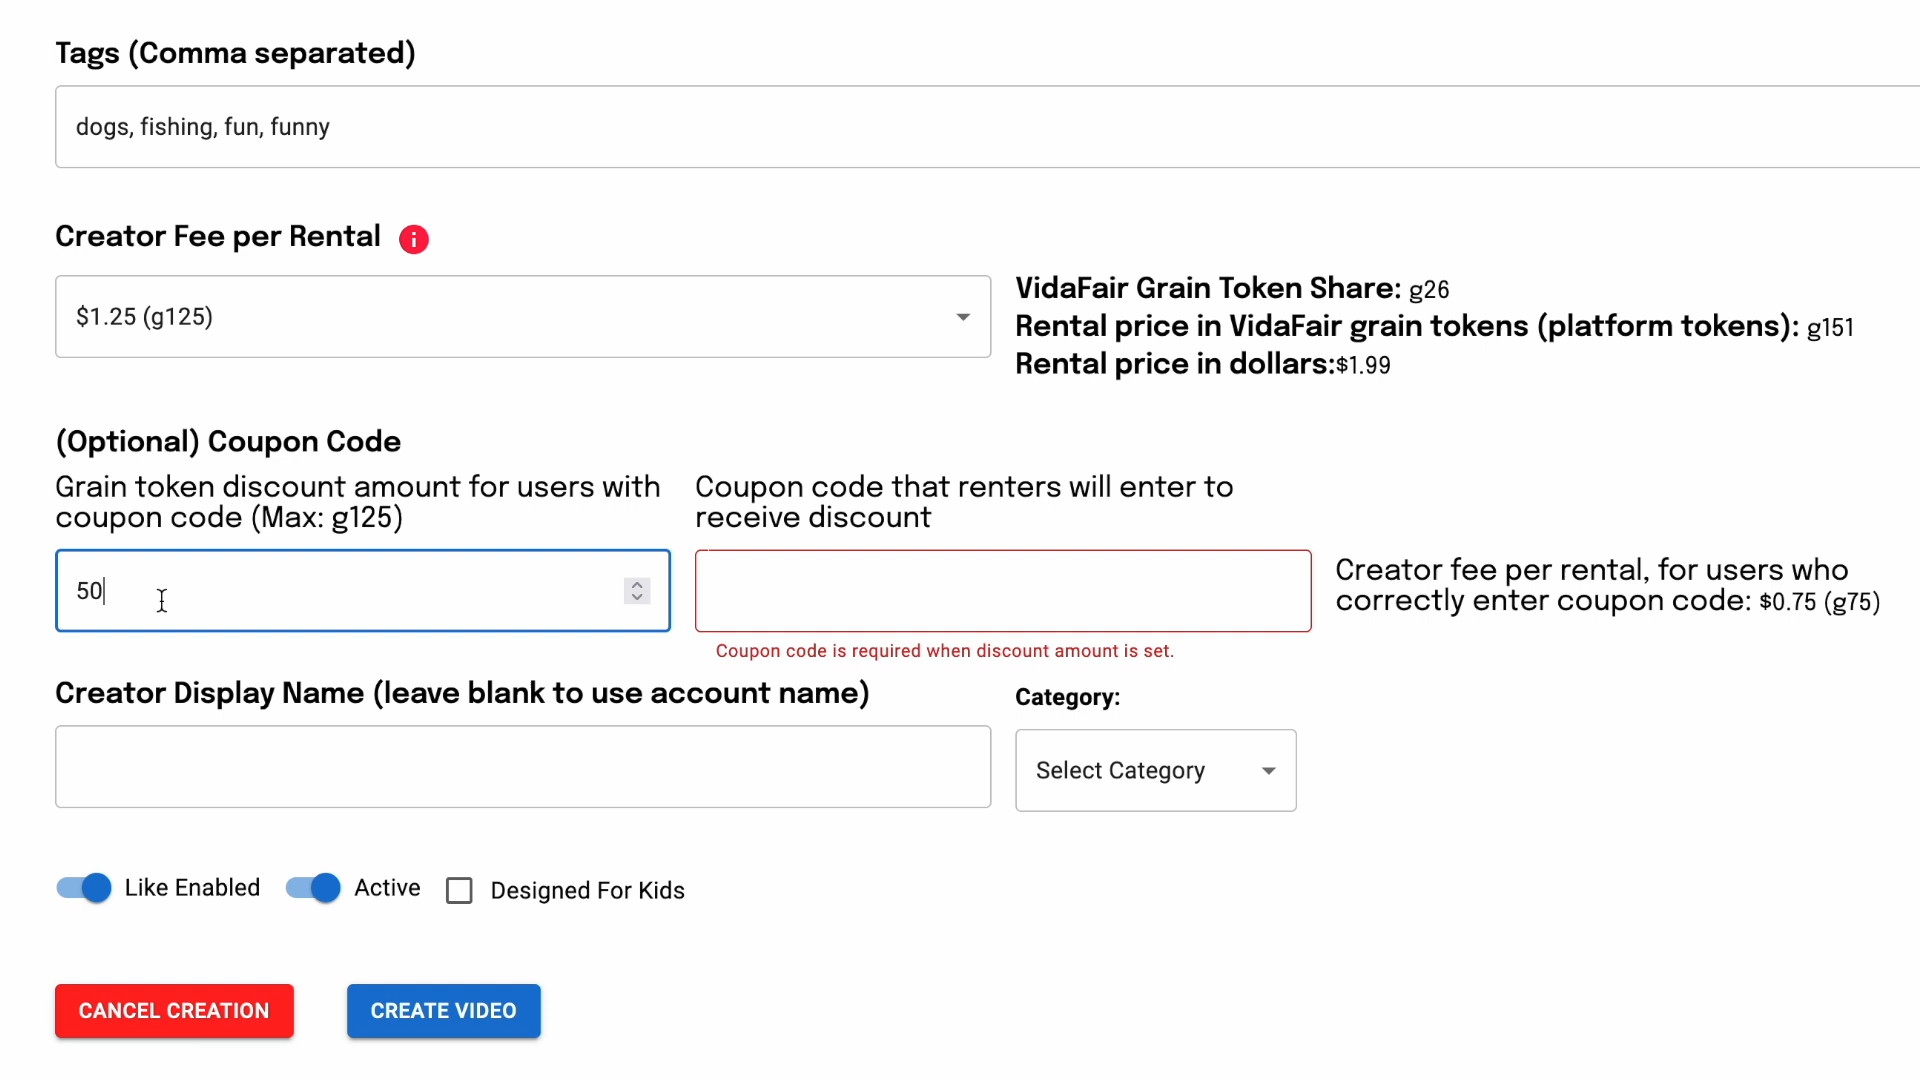 Tags (Comma separated)
dogs, fishing, fun, funny
Creator Fee per Rental
$1.25 (g125)
VidaFair Grain Token Share: g26
Rental price in VidaFair grain tokens (platform tokens): g151
Rental price in dollars:$1.99
(Optional) Coupon Code
Grain token discount amount for users with
coupon code (Max: g125)
50
Coupon code that renters will enter to
receive discount
Coupon code is required when discount amount is set.
Creator fee per rental, for users who
correctly enter coupon code: $0.75 (g75)
Creator Display Name (leave blank to use account name)
Category:
Select Category
Like Enabled
Active
Designed For Kids
CANCEL CREATION
CREATE VIDEO